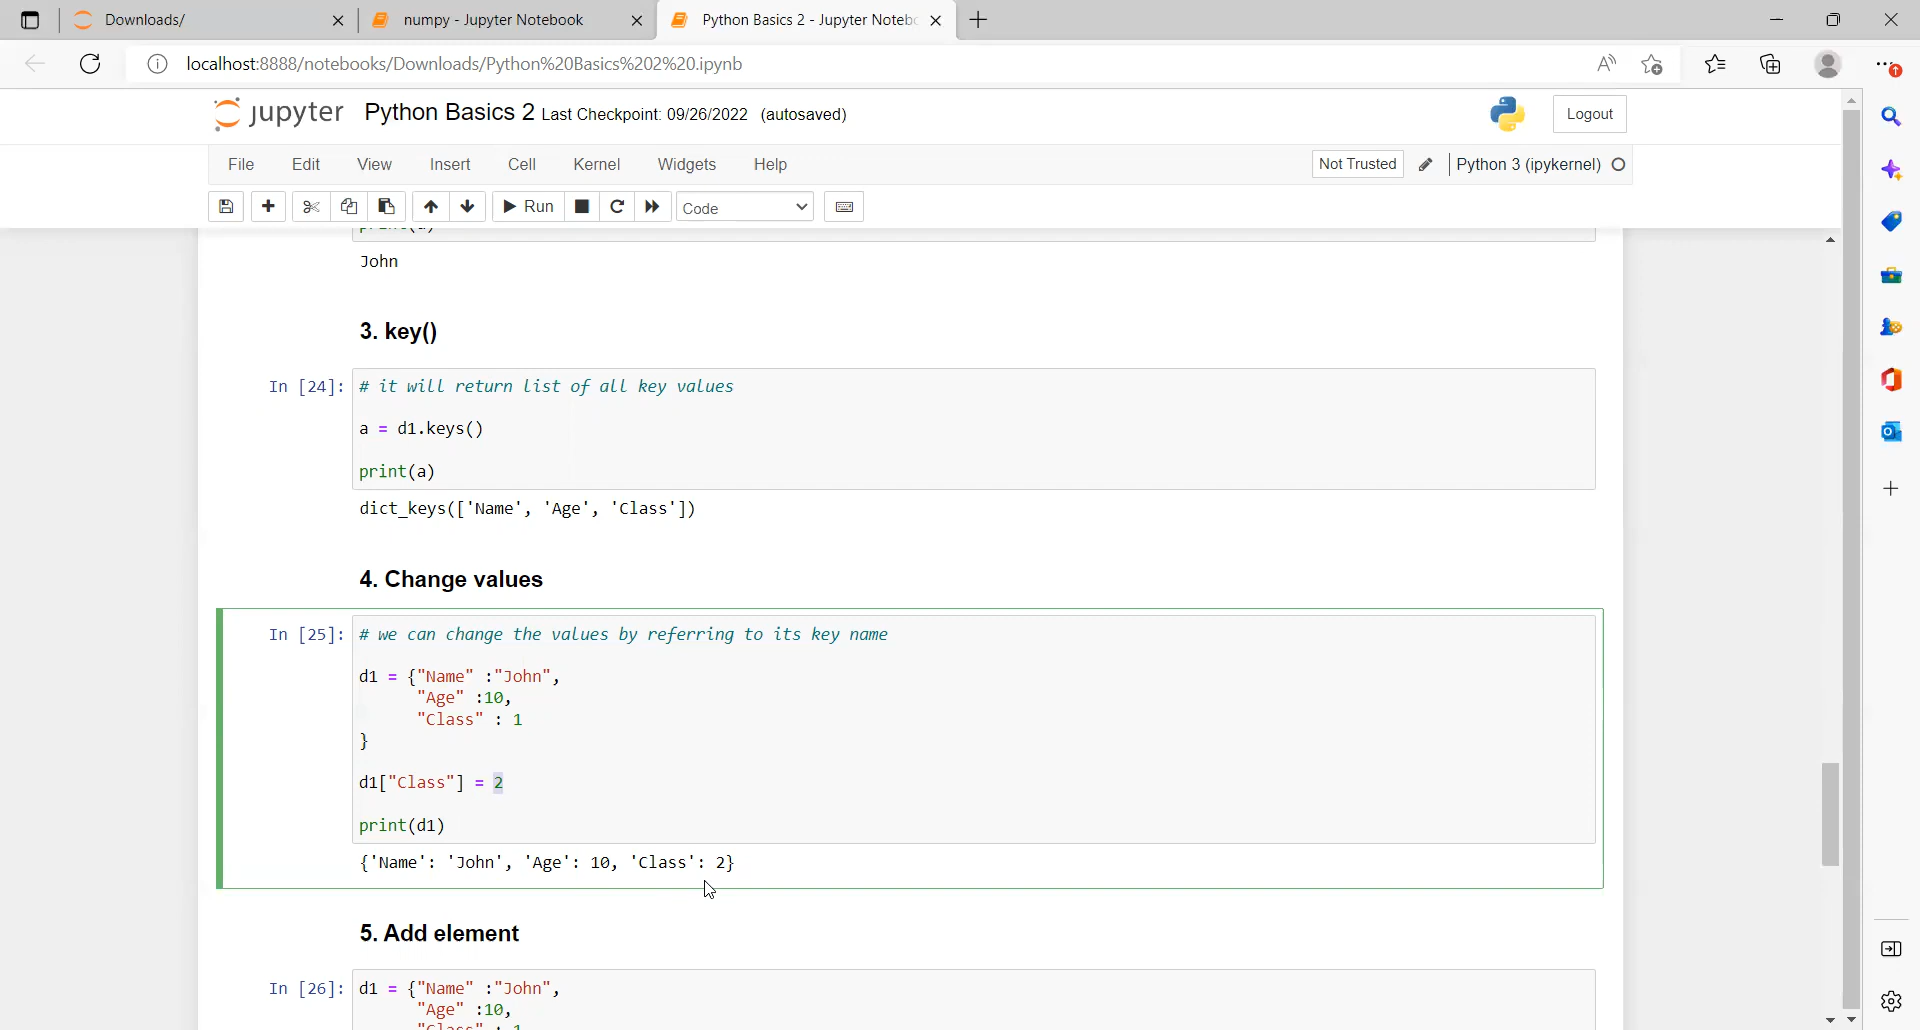 Downloads/
numpy - Jupyter Notebook
Python Basics 2 - Jupyter Notebo
localhost:8888/notebooks/Downloads/Python%20Basics%202%20.ipynb
jupyter Python Basics 2 Last Checkpoint: 09/26/2022 (autosaved)
Logout
File Edit View Insert Cell Kernel Widgets Help
Not Trusted Python 3 (ipykernel)
Run Code
John
3. key()
In [24]: # it will return list of all key values
a = d1.keys()
print(a)
dict_keys(['Name', 'Age', 'Class'])
4. Change values
In [25]: # we can change the values by referring to its key name
d1 = {"Name" :"John",
"Age" :10,
"Class" : 1
}
d1["Class"] = 2
print(d1)
{'Name': 'John', 'Age': 10, 'Class': 2}
5. Add element
In [26]: d1 = {"Name" :"John",
"Age" :10,
"Class" : 1